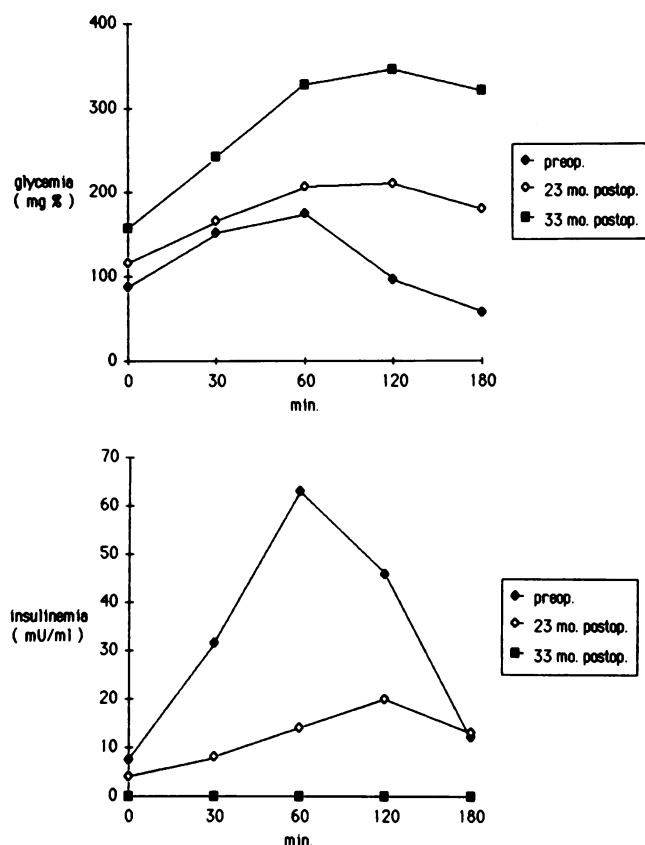 400
300
glycemia
( mg % )
200
100
0
0 30 60 120 180
min.
preop.
23 mo. postop.
33 mo. postop.
70
60
50
40
insulinemia
( mU/ml )
30
20
10
0
0 30 60 120 180
min.
preop.
23 mo. postop.
33 mo. postop.